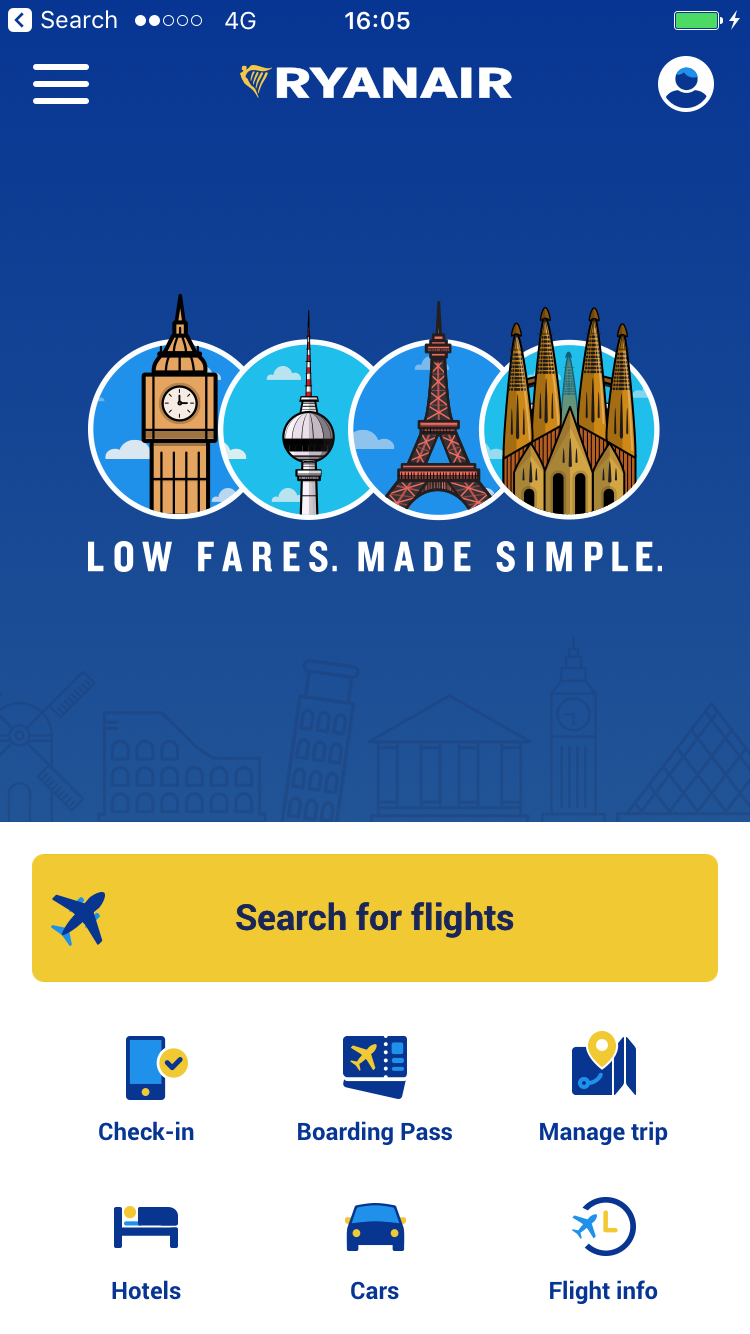 Search 4G 16:05
RYANAIR
LOW FARES. MADE SIMPLE.
Search for flights
Check-in Boarding Pass Manage trip
Hotels Cars Flight info